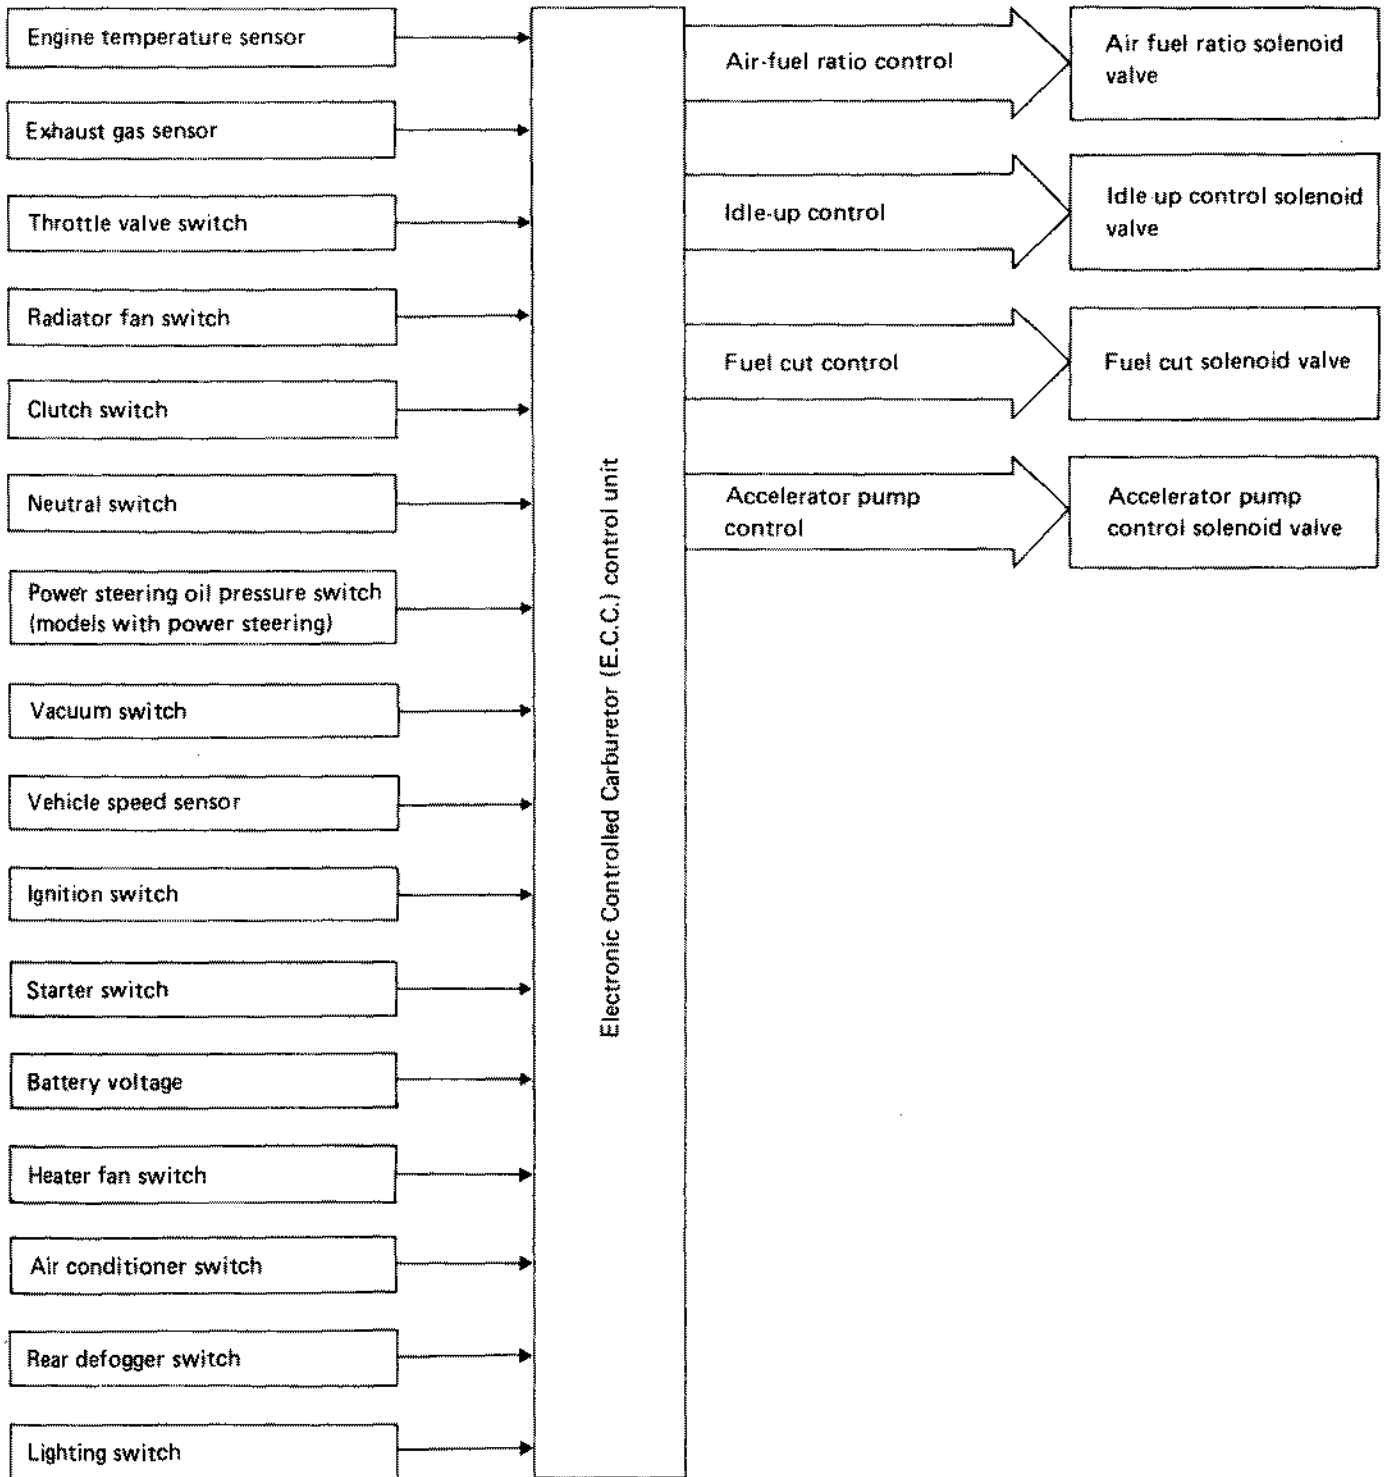 Engine temperature sensor
Exhaust gas sensor
Throttle valve switch
Radiator fan switch
Clutch switch
Neutral switch
Power steering oil pressure switch
(models with power steering)
Vacuum switch
Vehicle speed sensor
Ignition switch
Starter switch
Battery voltage
Heater fan switch
Air conditioner switch
Rear defogger switch
Lighting switch
Electronic Controlled Carburetor (E.C.C.) control unit
Air-fuel ratio control
Air fuel ratio solenoid
valve
Idle-up control
Idle up control solenoid
valve
Fuel cut control
Fuel cut solenoid valve
Accelerator pump
control
Accelerator pump
control solenoid valve